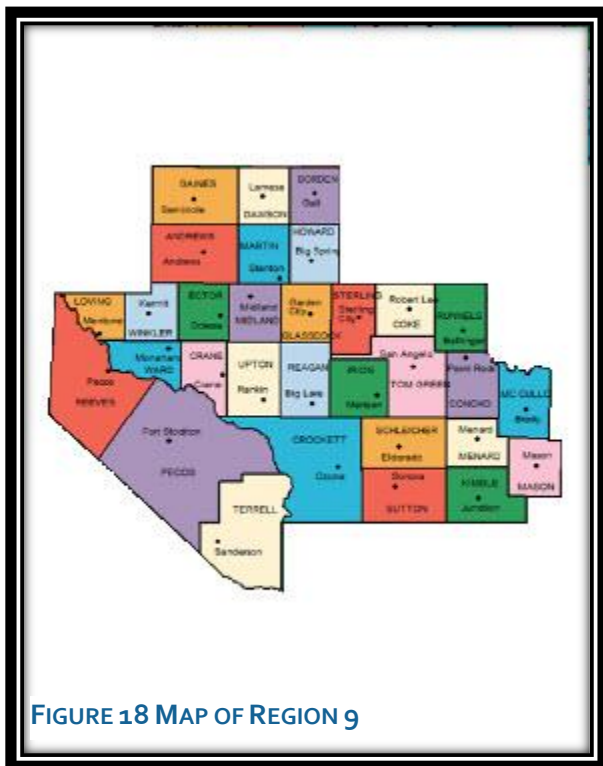 GAINES
Seminole
Lamesa
DAWSON
BORDEN
Gail
ANDREWS
Andrews
MARTIN
Stanton
HOWARD
Big Spring
LOVING
Mentone
Kermit
WINKLER
ECTOR
Odessa
Midland
MIDLAND
Garden
City
GLASSCOCK
STERLING
Sterling
City
Robert Lee
COKE
RUNNELS
Ballinger
Pecos
REEVES
Monahans
WARD
CRANE
Crane
UPTON
Rankin
REAGAN
Big Lake
IRION
Mertzon
San Angelo
TOM GREEN
Paint Rock
CONCHO
MC CULLO
Brady
Fort Stockton
PECOS
CROCKETT
Ozona
SCHLEICHER
Eldorado
Menard
MENARD
Mason
MASON
TERRELL
Sanderson
Sonora
SUTTON
KIMBLE
Junction
FIGURE 18 MAP OF REGION 9